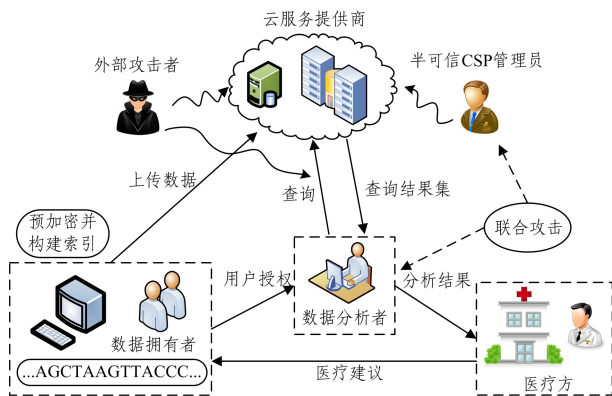 云服务提供商
外部攻击者
半可信CSP管理员
上传数据
查询
查询结果集
预加密并
构建索引
联合攻击
用户授权
分析结果
数据分析者
数据拥有者
...AGCTAAGTTACCC...
医疗建议
医疗方